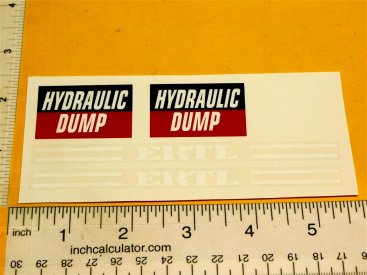 HYDRAULIC DUMP
HYDRAULIC DUMP
ERTL
ERTL
inch 1 2 3 4 5
inchcalculator.com